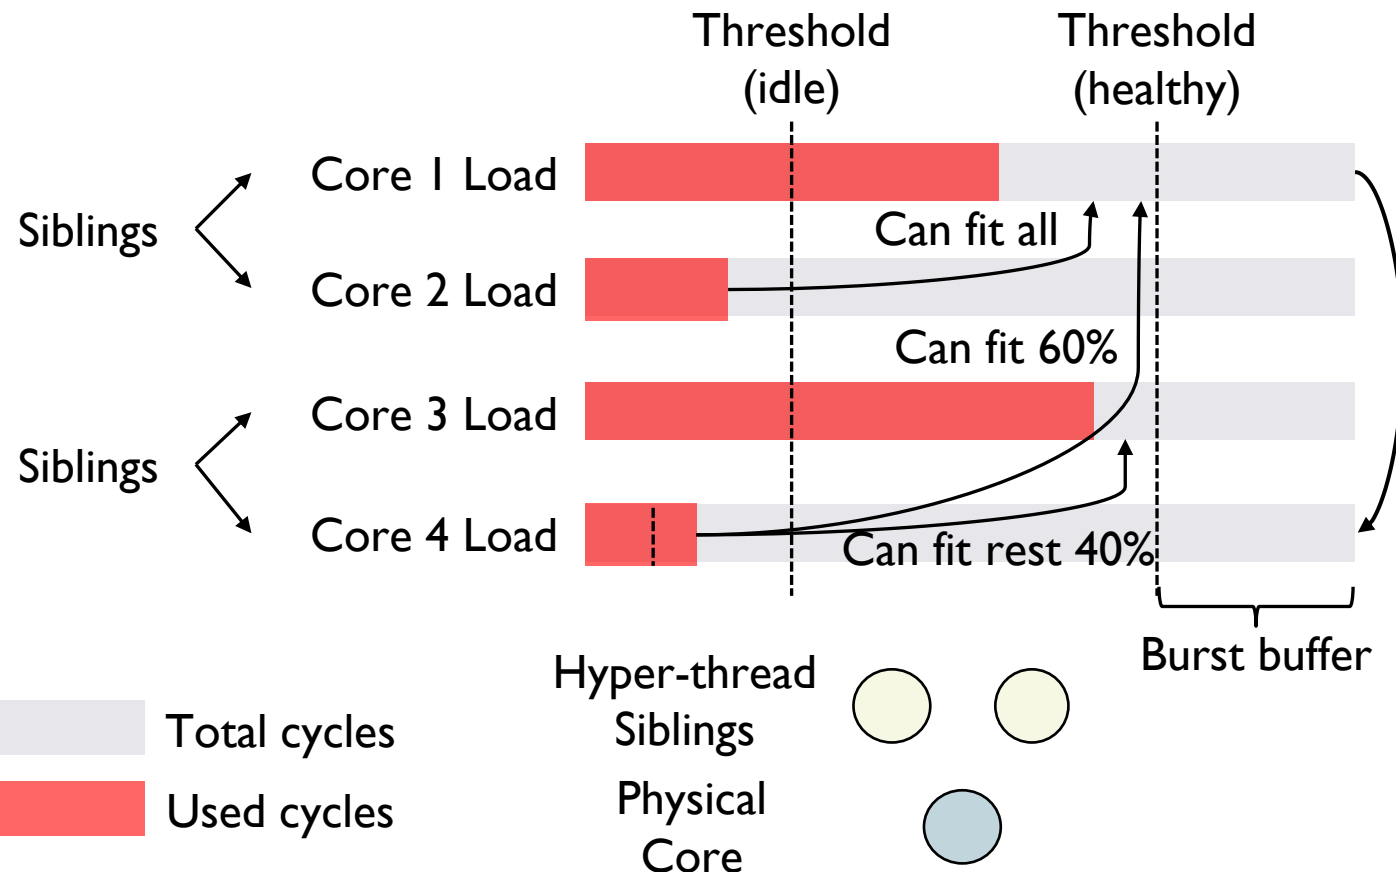 Threshold
(idle)
Threshold
(healthy)
Siblings
Core 1 Load
Can fit all
Core 2 Load
Can fit 60%
Siblings
Core 3 Load
Core 4 Load
Can fit rest 40%
Burst buffer
Hyper-thread
Siblings
Total cycles
Used cycles
Physical
Core